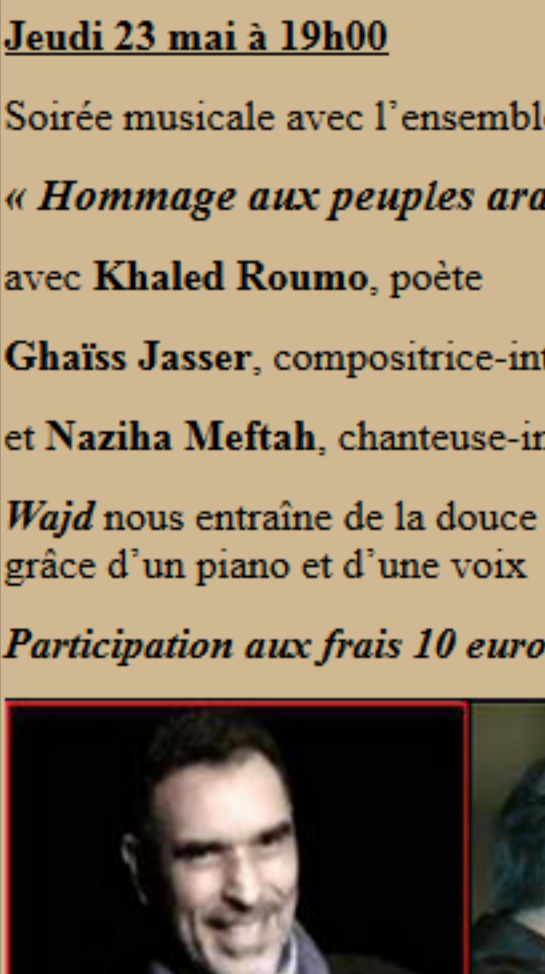 Jeudi 23 mai à 19h00
Soirée musicale avec l’ensembl
« Hommage aux peuples ara
avec Khaled Roumo, poète
Ghaïss Jasser, compositrice-int
et Naziha Meftah, chanteuse-in
Wajd nous entraîne de la douce
grâce d’un piano et d’une voix
Participation aux frais 10 euro